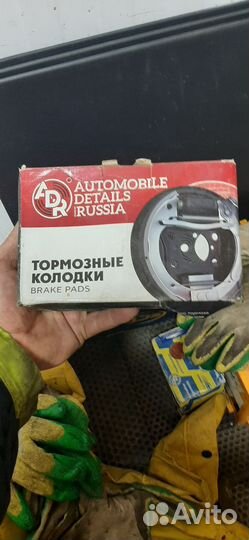 ADR
AUTOMOBILE
DETAILS
RUSSIA
ТОРМОЗНЫЕ
КОЛОДКИ
BRAKE PADS
Avito